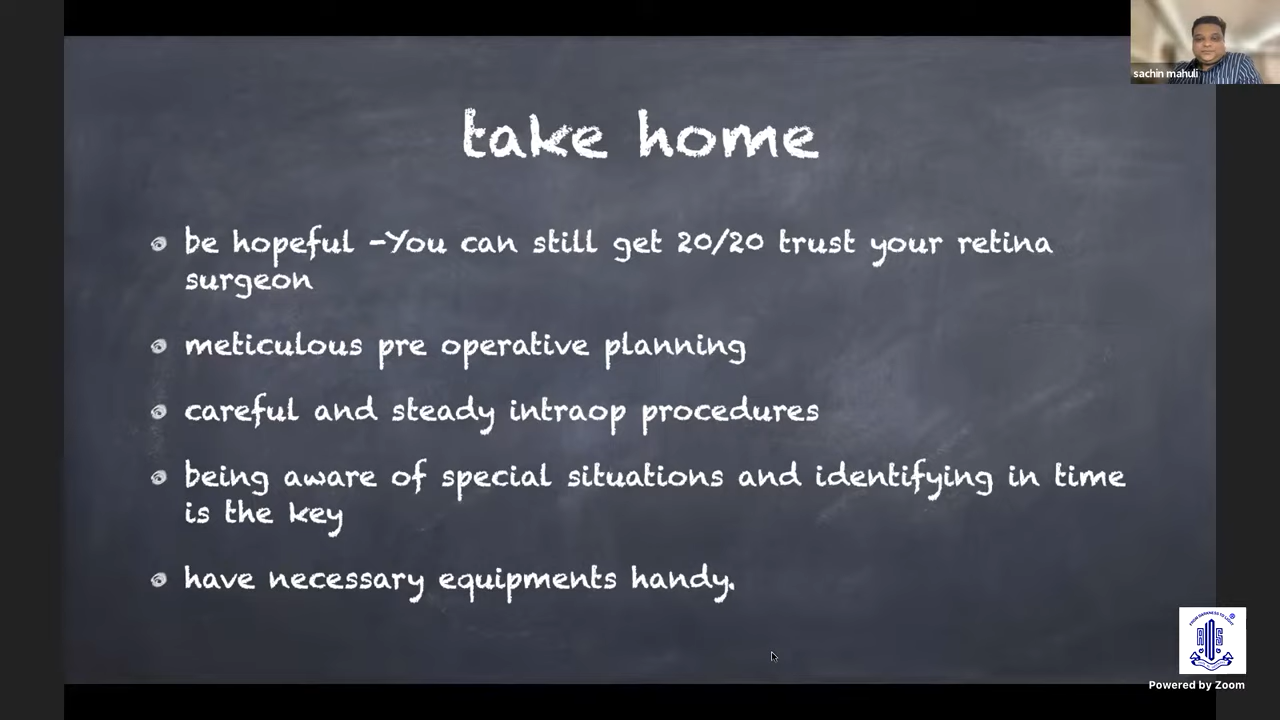 sachin mahuli
take home
be hopeful -You can still get 20/20 trust your retina
surgeon
meticulous pre operative planning
careful and steady intraop procedures
being aware of special situations and identifying in time
is the key
have necessary equipments handy.
Powered by Zoom